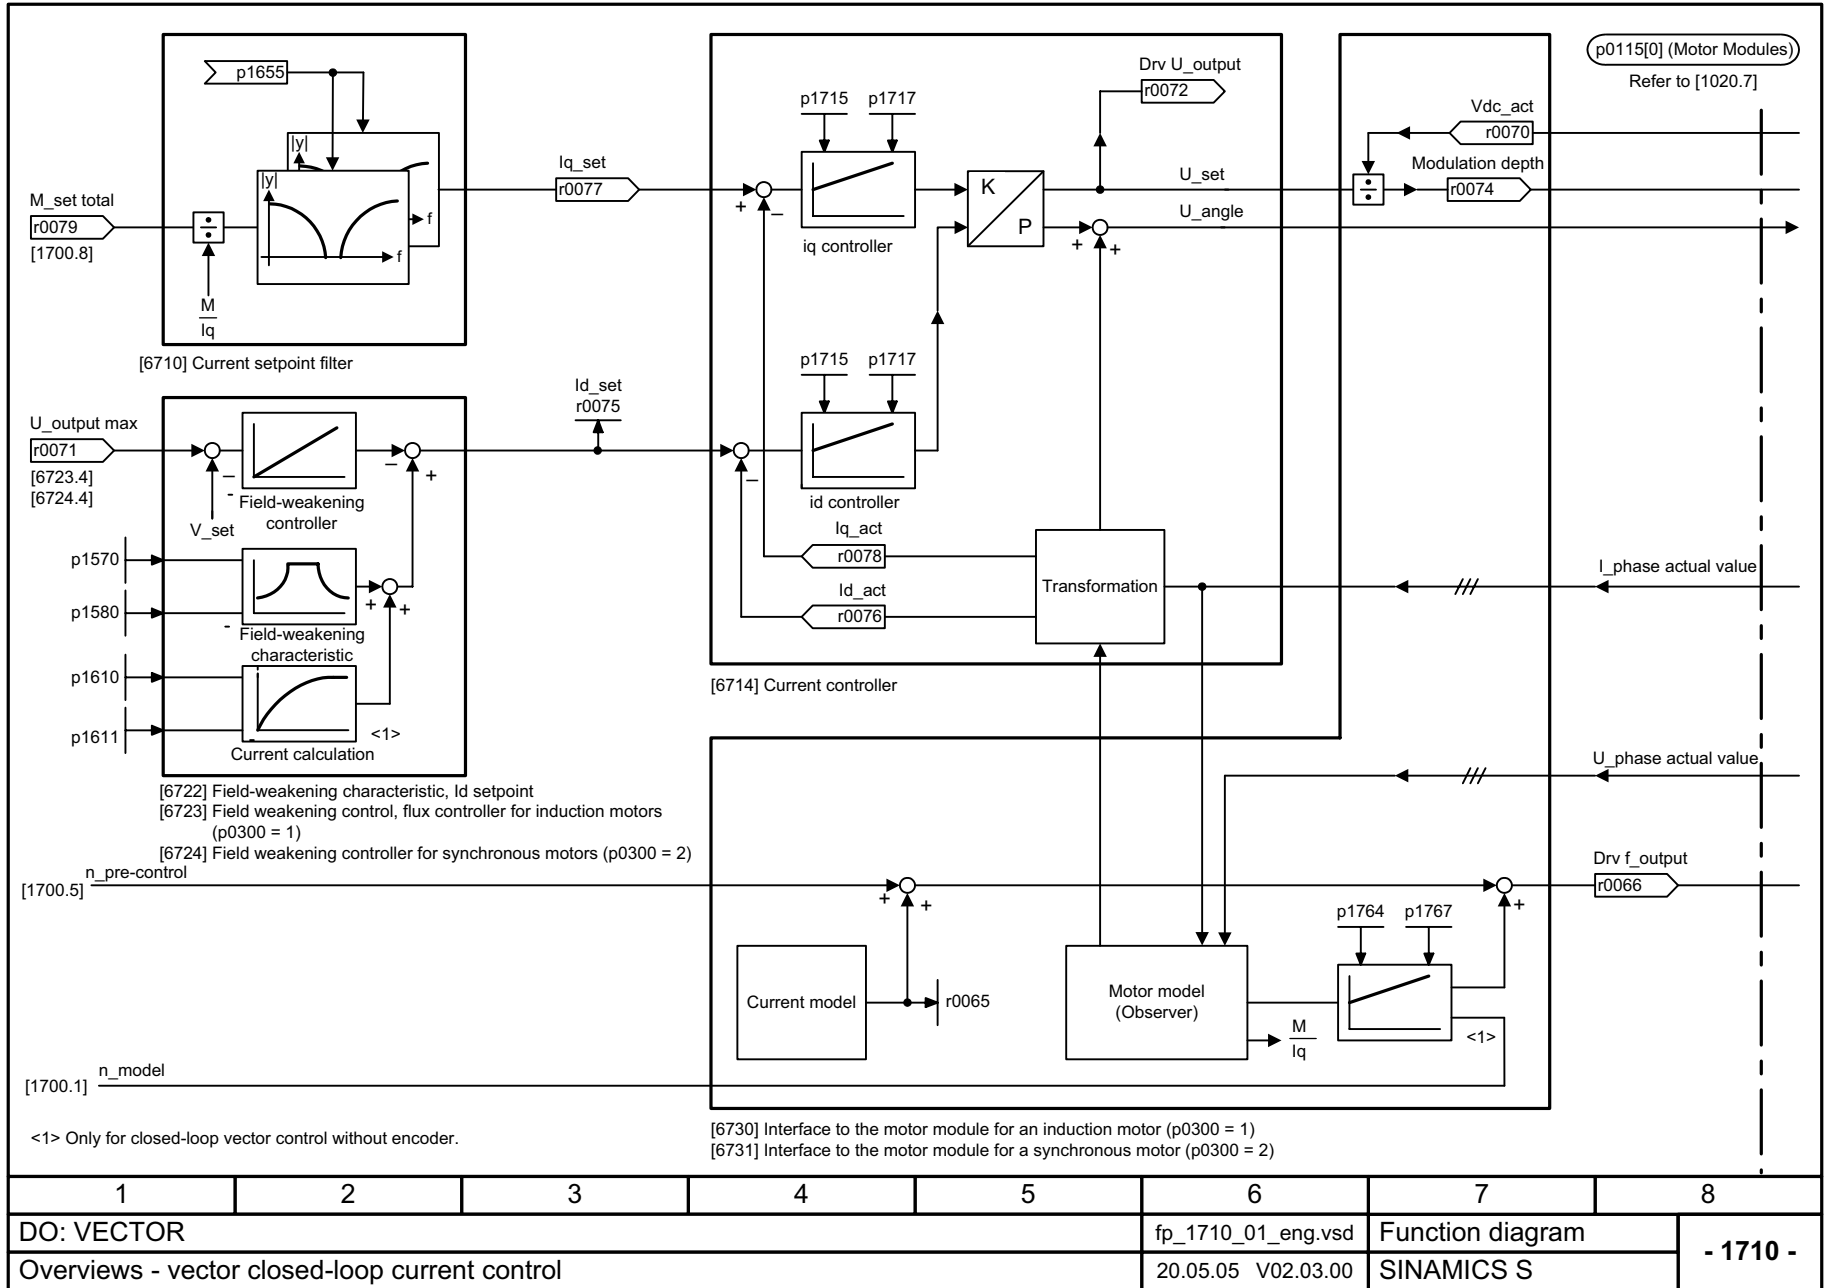 p0115[0] (Motor Modules)
Refer to [1020.7]
p1655
|y|
|y|
f
f
M_set total
r0079
[1700.8]
÷
M
Iq
[6710] Current setpoint filter
Iq_set
r0077
p1715
p1717
+
–
iq controller
K
P
Drv U_output
r0072
U_set
U_angle
+
+
Vdc_act
r0070
Modulation depth
÷
r0074
U_output max
r0071
[6723.4]
[6724.4]
–
-
V_set
Field-weakening
controller
–
+
Id_set
r0075
p1715
p1717
–
id controller
Iq_act
r0078
Id_act
r0076
Transformation
I_phase actual value
p1570
p1580
+
+
-
Field-weakening
characteristic
p1610
p1611
<1>
Current calculation
[6714] Current controller
[6722] Field-weakening characteristic, Id setpoint
[6723] Field weakening control, flux controller for induction motors
(p0300 = 1)
[6724] Field weakening controller for synchronous motors (p0300 = 2)
U_phase actual value
[1700.5]
n_pre-control
+
+
+
Drv f_output
r0066
p1764
p1767
Current model
r0065
Motor model
(Observer)
M
Iq
<1>
[1700.1]
n_model
<1> Only for closed-loop vector control without encoder.
[6730] Interface to the motor module for an induction motor (p0300 = 1)
[6731] Interface to the motor module for a synchronous motor (p0300 = 2)
1 2 3 4 5 6 7 8
DO: VECTOR
fp_1710_01_eng.vsd
Function diagram
- 1710 -
Overviews - vector closed-loop current control
20.05.05 V02.03.00
SINAMICS S